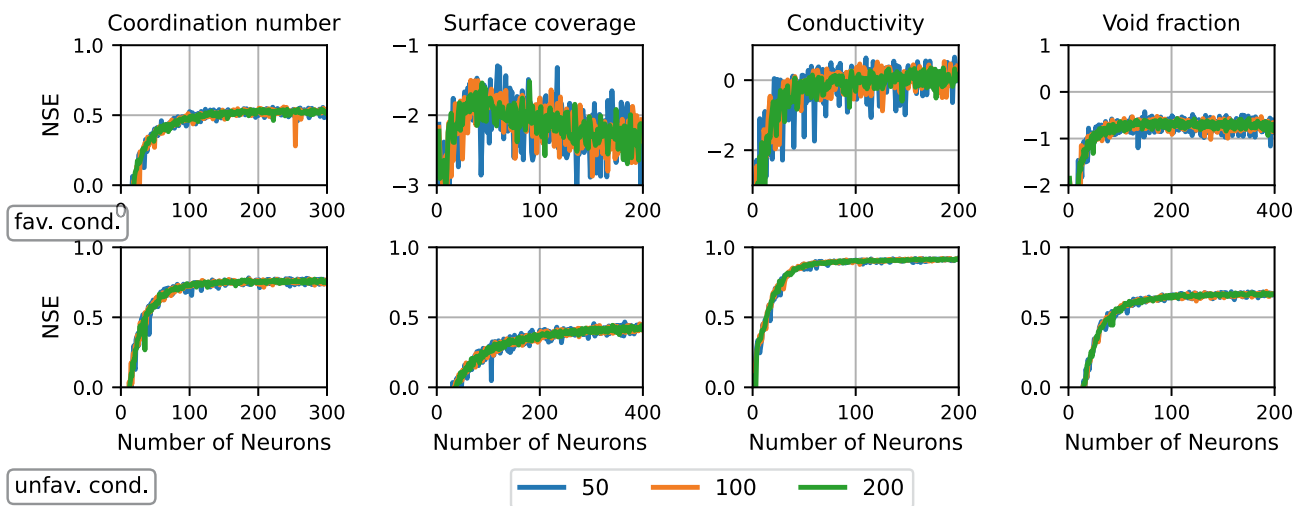 Coordination number
Surface coverage
Conductivity
Void fraction
NSE
1.0
0.5
0.0
0 100 200 300
−1
−2
−3
0 100 200
0
−2
0 100 200
1
0
−1
−2
0 200 400
fav. cond.
NSE
1.0
0.5
0.0
0 100 200 300
Number of Neurons
1.0
0.5
0.0
0 200 400
Number of Neurons
1.0
0.5
0.0
0 100 200
Number of Neurons
1.0
0.5
0.0
0 100 200
Number of Neurons
unfav. cond.
50 100 200